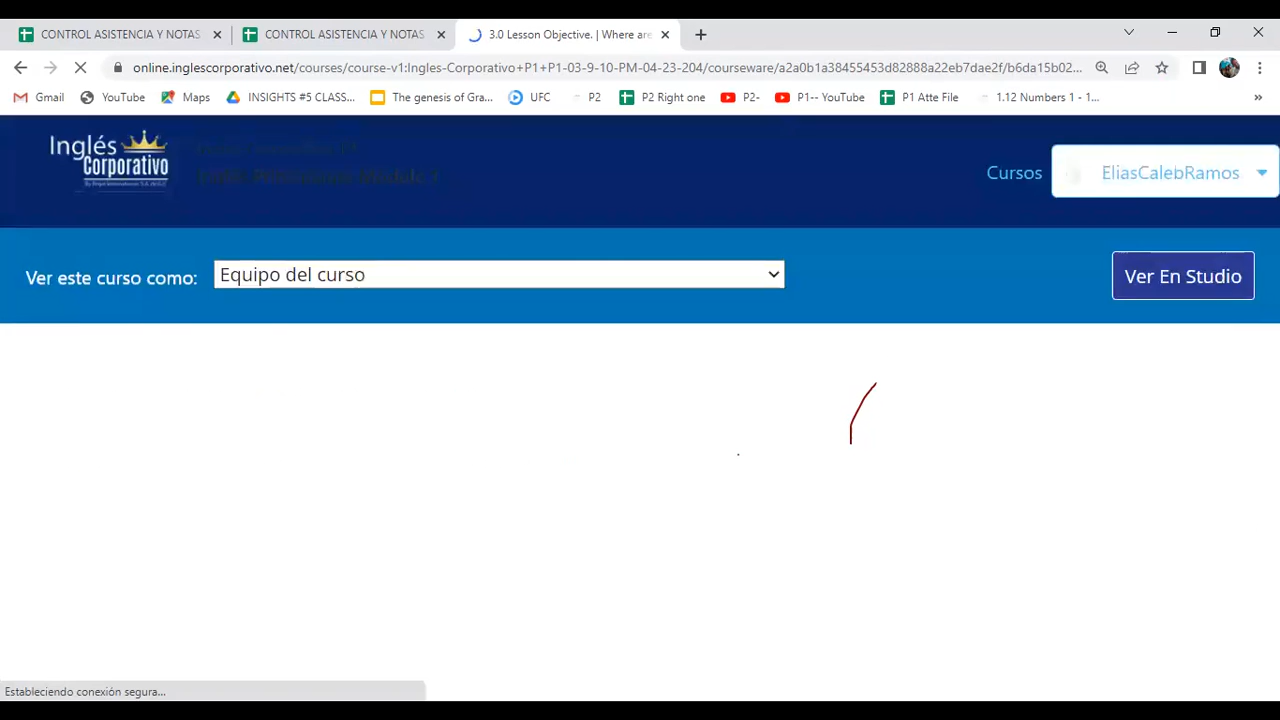 CONTROL ASISTENCIA Y NOTAS
CONTROL ASISTENCIA Y NOTAS
3.0 Lesson Objective. | Where are
online.inglescorporativo.net/courses/course-v1:Ingles-Corporativo+P1+P1-03-9-10-PM-04-23-204/courseware/a2a0b1a38455453d82888a22eb7dae2f/b6da15b02...
Gmail YouTube Maps INSIGHTS #5 CLASS... The genesis of Gra... UFC P2 P2 Right one P2- P1-- YouTube P1 Atte File 1.12 Numbers 1 - 1... »
Inglés
Corporativo
Cursos
EliasCalebRamos
Ver este curso como:
Equipo del curso
Ver En Studio
Estableciendo conexión segura...